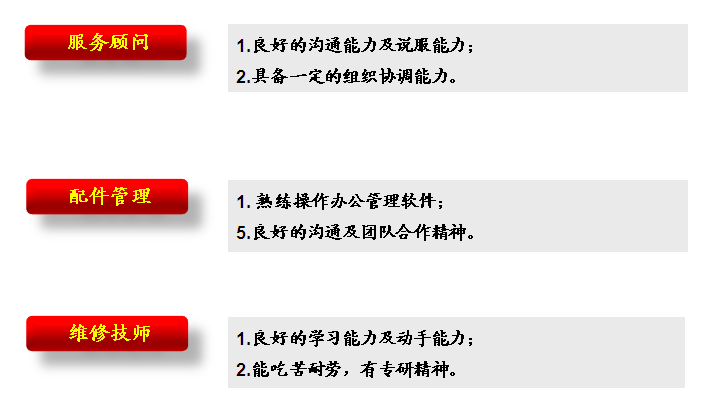 服务顾问
1.良好的沟通能力及说服能力；
2.具备一定的组织协调能力。
配件管理
1. 熟练操作办公管理软件；
5.良好的沟通及团队合作精神。
维修技师
1.良好的学习能力及动手能力；
2.能吃苦耐劳，有专研精神。